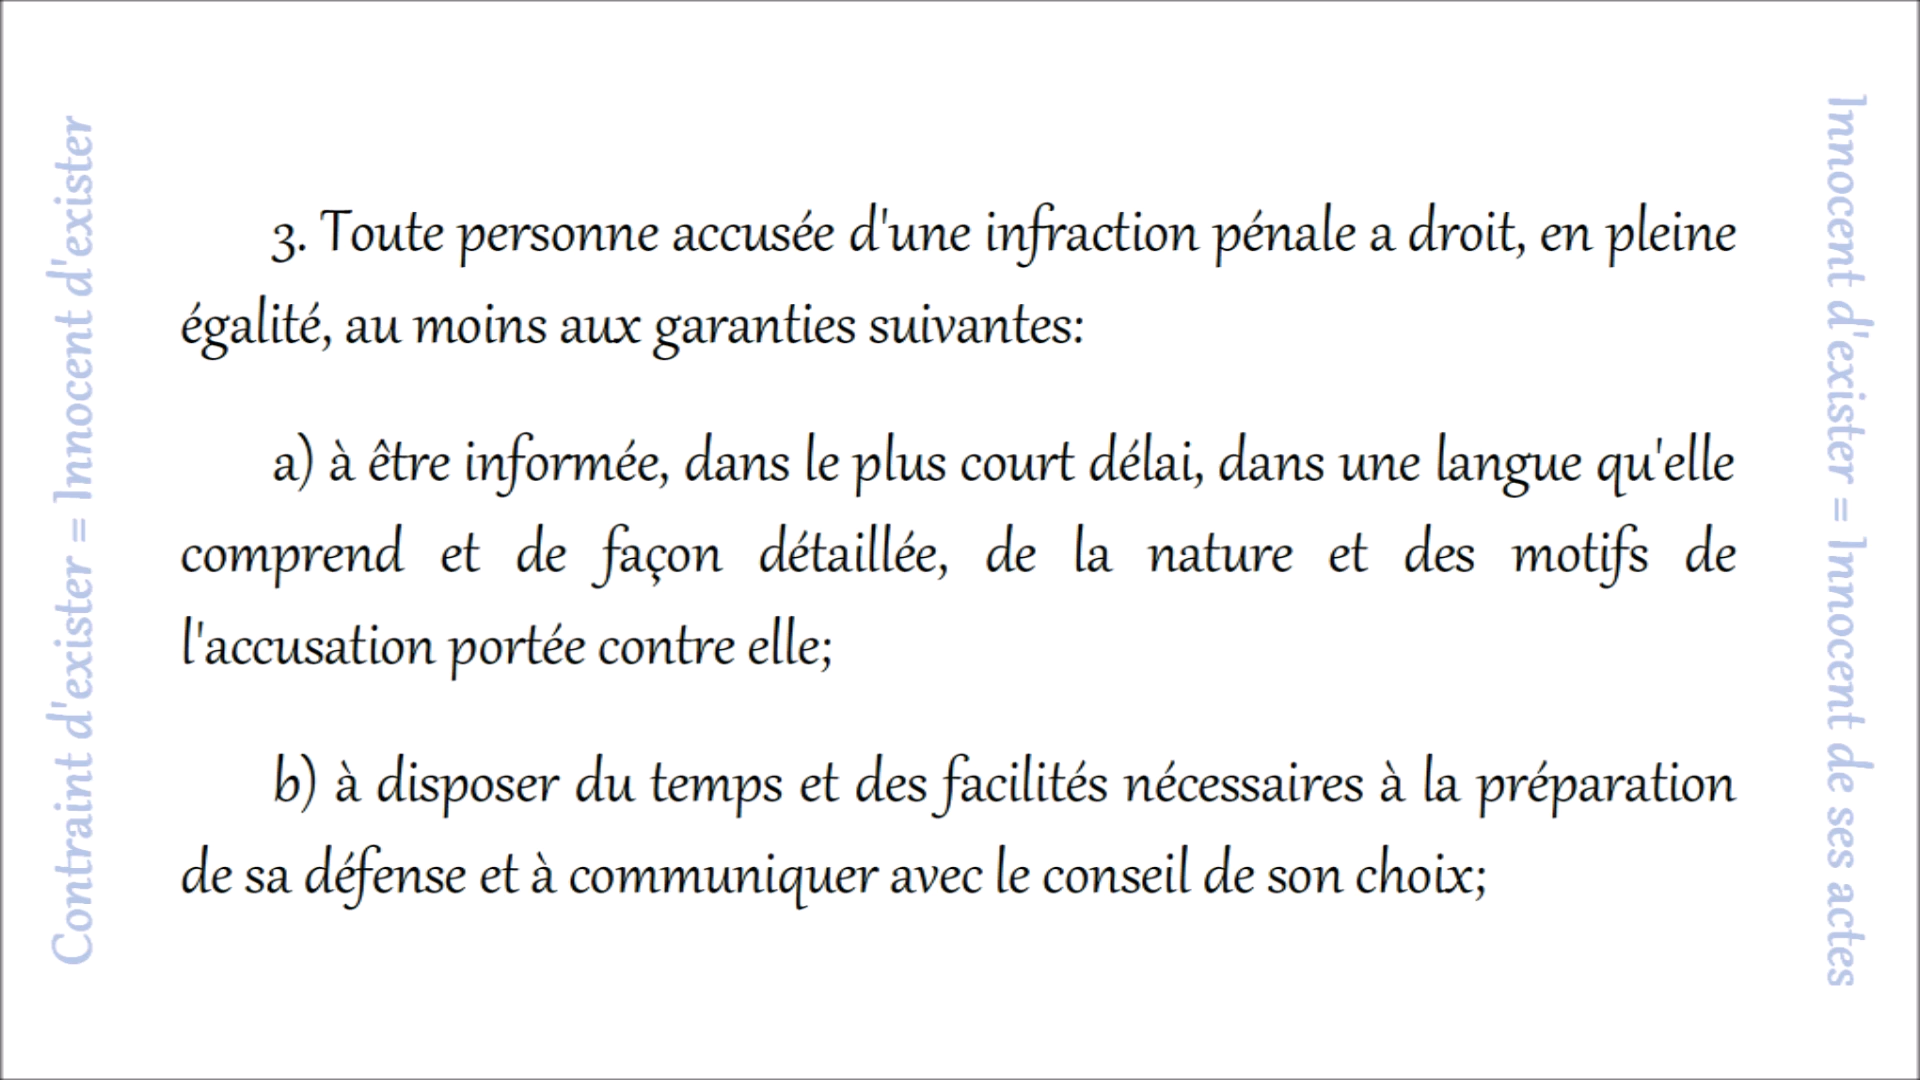 Contraint d'exister = Innocent d'exister
3. Toute personne accusée d'une infraction pénale a droit, en pleine
égalité, au moins aux garanties suivantes:
a) à être informée, dans le plus court délai, dans une langue qu'elle
comprend et de façon détaillée, de la nature et des motifs de
l'accusation portée contre elle;
b) à disposer du temps et des facilités nécessaires à la préparation
de sa défense et à communiquer avec le conseil de son choix;
Innocent d'exister = Innocent de ses actes